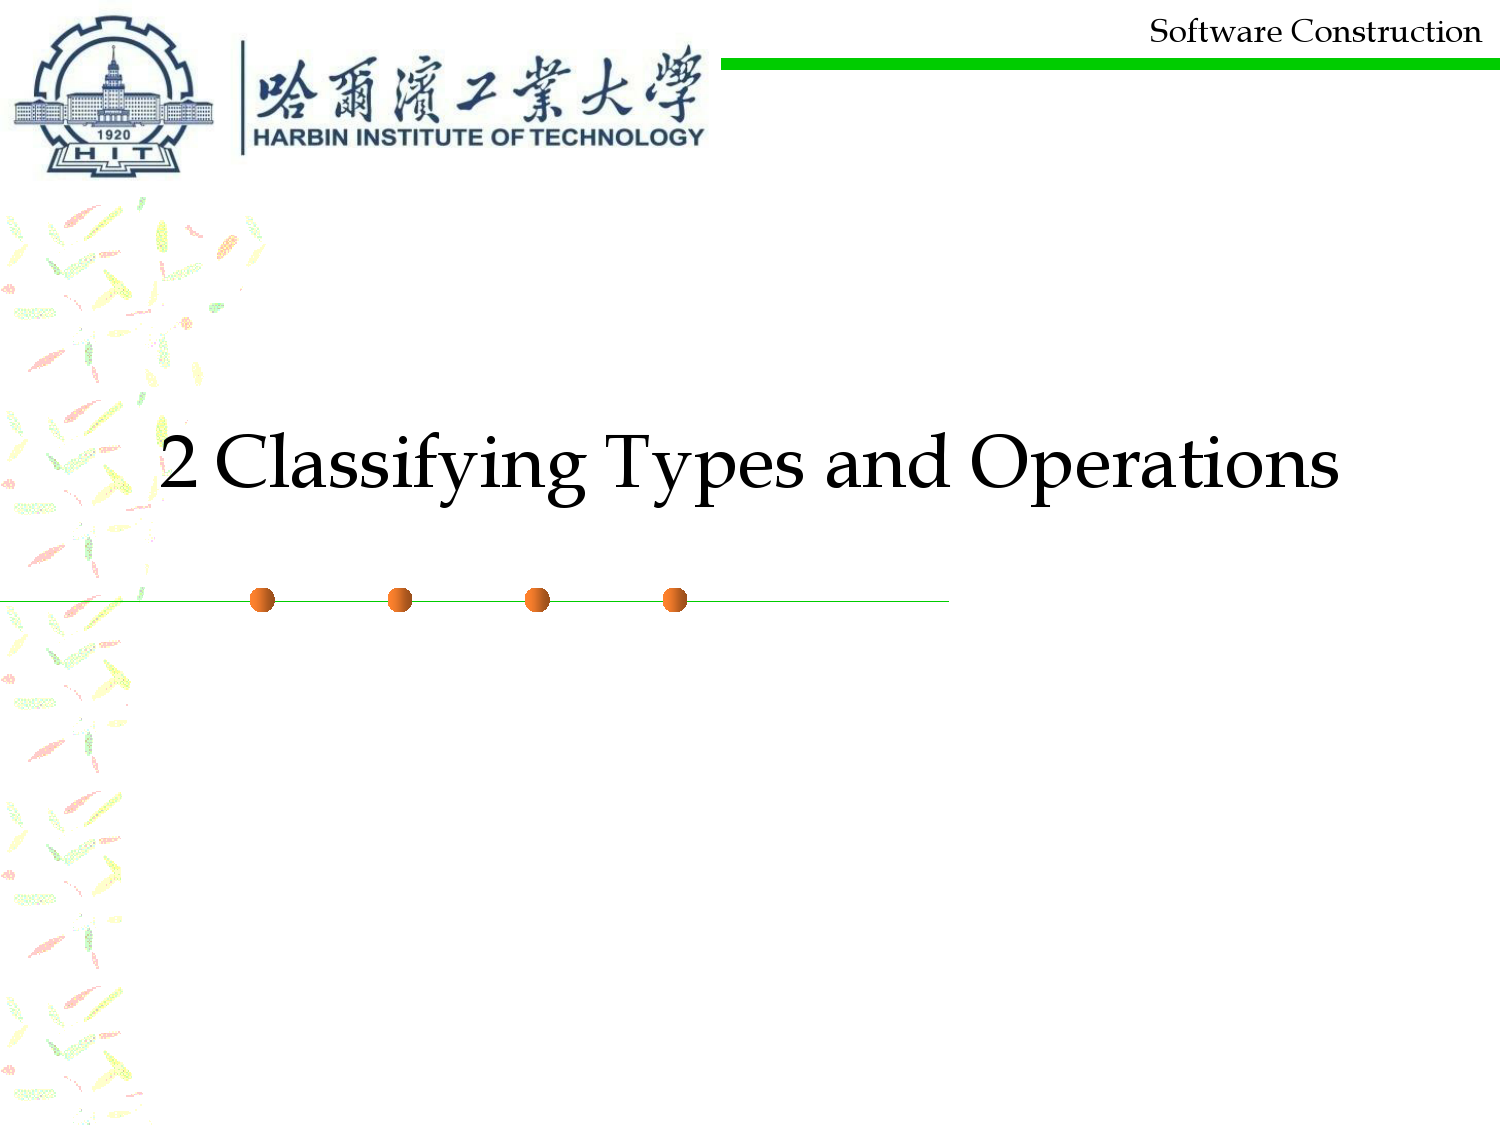 Software Construction
哈爾濱工業大學
HARBIN INSTITUTE OF TECHNOLOGY
1920
HIT
2 Classifying Types and Operations